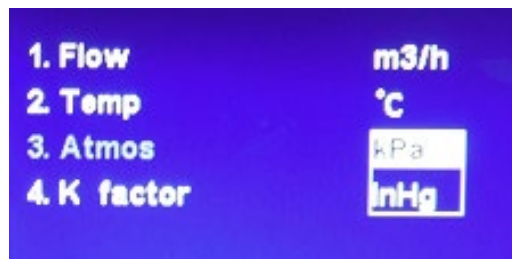 1. Flow m3/h
2. Temp °C
3. Atmos kPa
4. K factor InHg